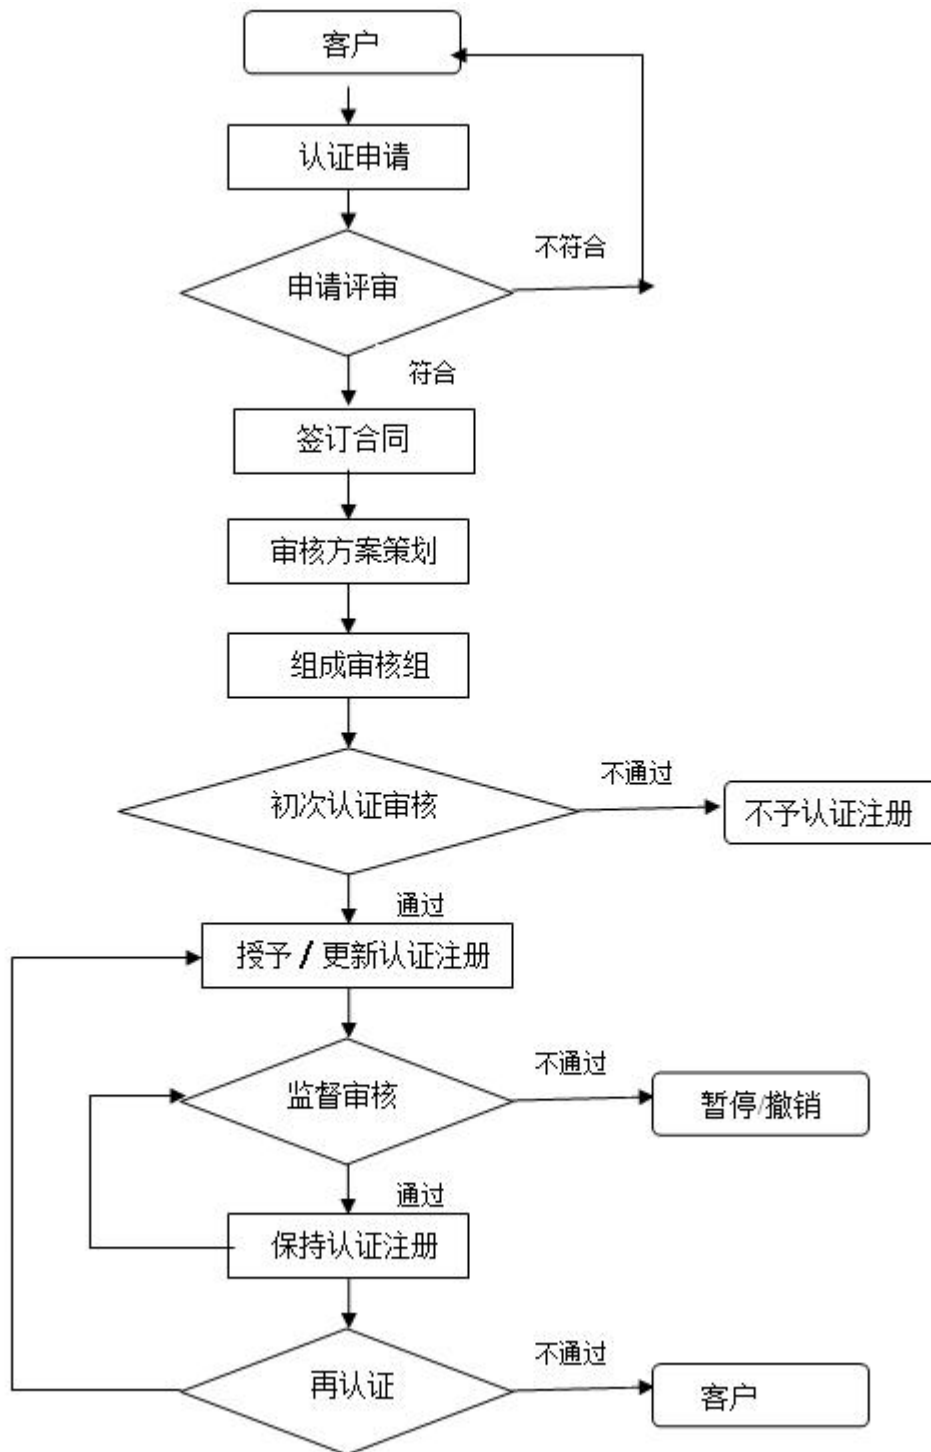 客户
认证申请
不符合
申请评审
符合
签订合同
审核方案策划
组成审核组
不通过
初次认证审核
不予认证注册
通过
授予/更新认证注册
不通过
监督审核
暂停/撤销
通过
保持认证注册
不通过
再认证
客户